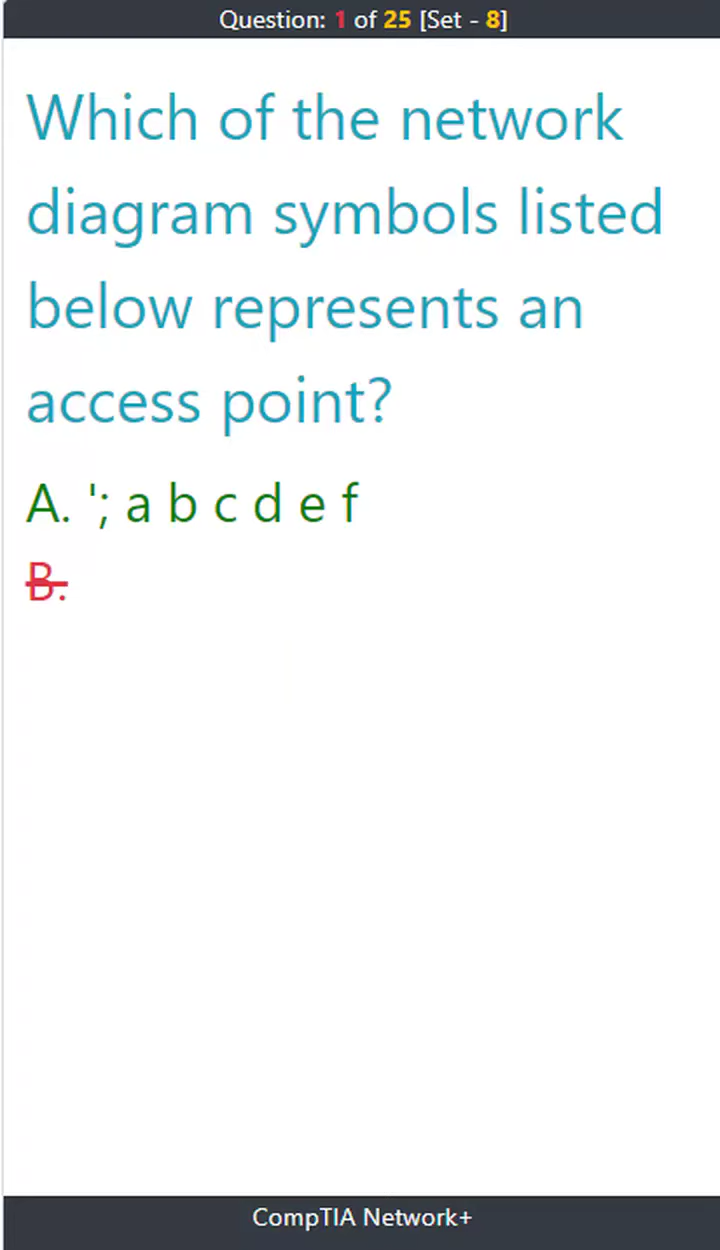 Question: 1 of 25 [Set - 8]
Which of the network
diagram symbols listed
below represents an
access point?
A. '; a b c d e f
B.
CompTIA Network+